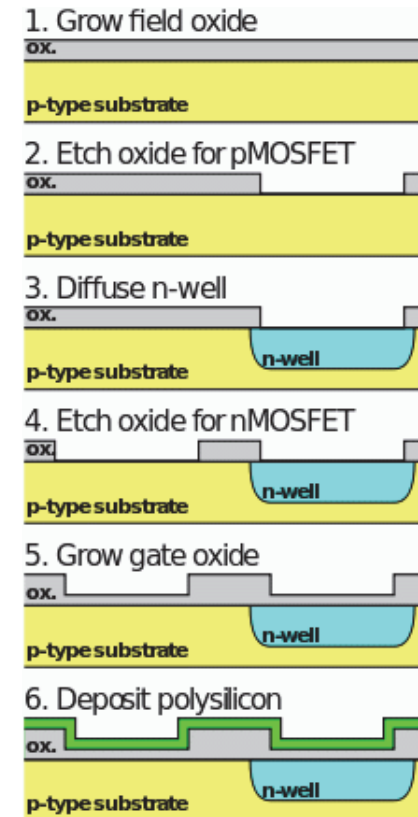 1. Grow field oxide
ox.
p-type substrate
2. Etch oxide for pMOSFET
ox.
p-type substrate
3. Diffuse n-well
ox.
n-well
p-type substrate
4. Etch oxide for nMOSFET
ox.
n-well
p-type substrate
5. Grow gate oxide
ox.
n-well
p-type substrate
6. Deposit polysilicon
ox.
n-well
p-type substrate